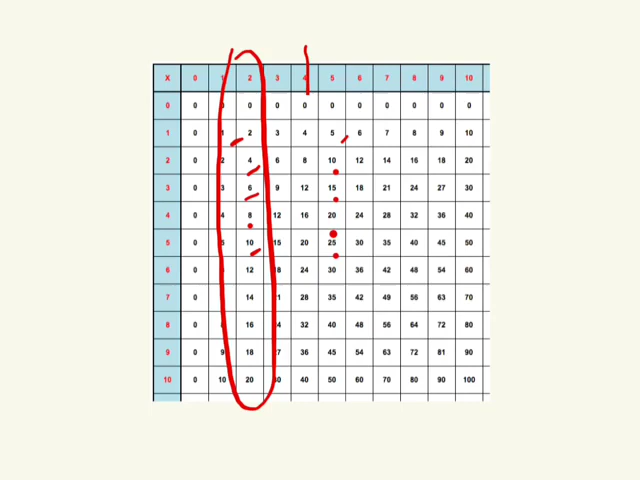 X 0 1 2 3 4 5 6 7 8 9 10
0 0 0 0 0 0 0 0 0 0 0 0
1 0 1 2 3 4 5 6 7 8 9 10
2 0 2 4 6 8 10 12 14 16 18 20
3 0 3 6 9 12 15 18 21 24 27 30
4 0 4 8 12 16 20 24 28 32 36 40
5 0 5 10 15 20 25 30 35 40 45 50
6 0 12 18 24 30 36 42 48 54 60
7 0 14 21 28 35 42 49 56 63 70
8 0 16 24 32 40 48 56 64 72 80
9 0 9 18 27 36 45 54 63 72 81 90
10 0 10 20 30 40 50 60 70 80 90 100